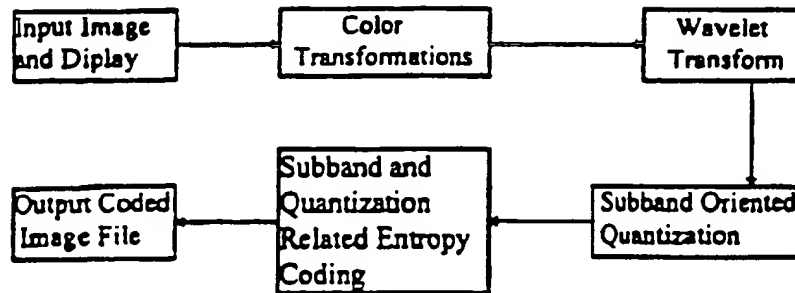 Input Image
and Diplay
Color
Transformations
Wavelet
Transform
Subband Oriented
Quantization
Subband and
Quantization
Related Entropy
Coding
Output Coded
Image File